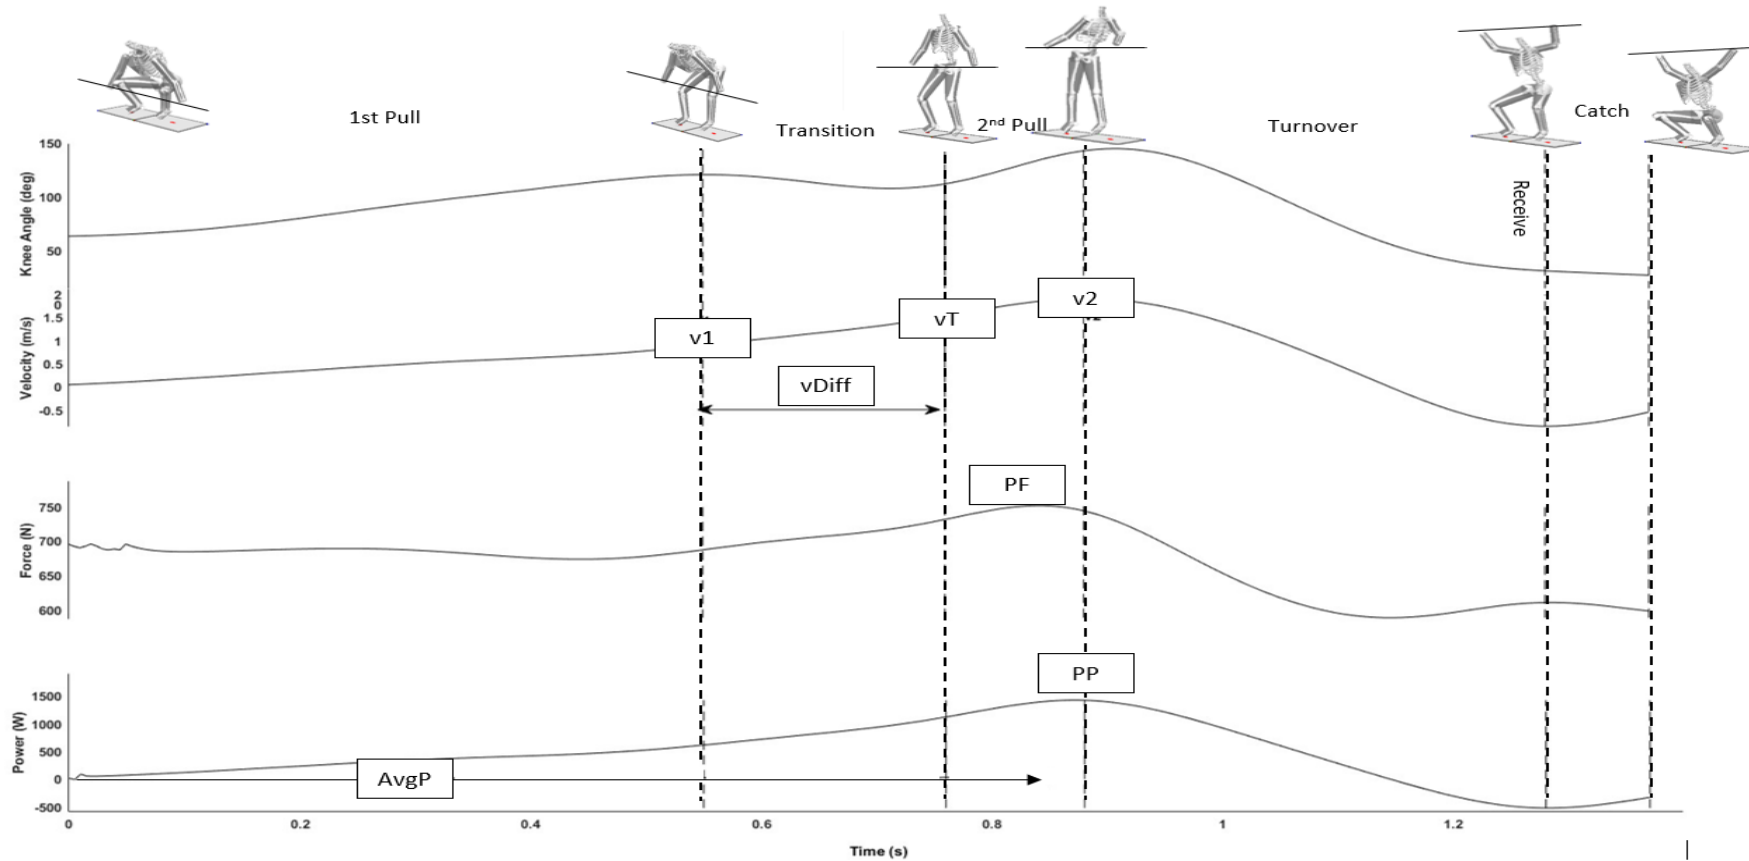 1st Pull
Transition
2nd Pull
Turnover
Catch
Receive
150
100
50
Knee Angle (deg)
2
0
1.5
1
0.5
0
-0.5
Velocity (m/s)
v1
vT
v2
vDiff
PF
750
700
650
600
Force (N)
PP
1500
1000
500
0
-500
Power (W)
AvgP
0 0.2 0.4 0.6 0.8 1 1.2
Time (s)